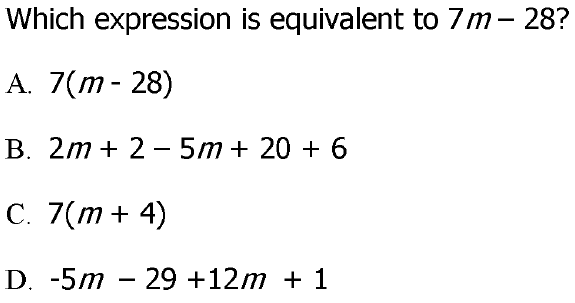 Which expression is equivalent to 7m – 28?
A. 7(m - 28)
B. 2m + 2 – 5m + 20 + 6
C. 7(m + 4)
D. -5m – 29 +12m + 1